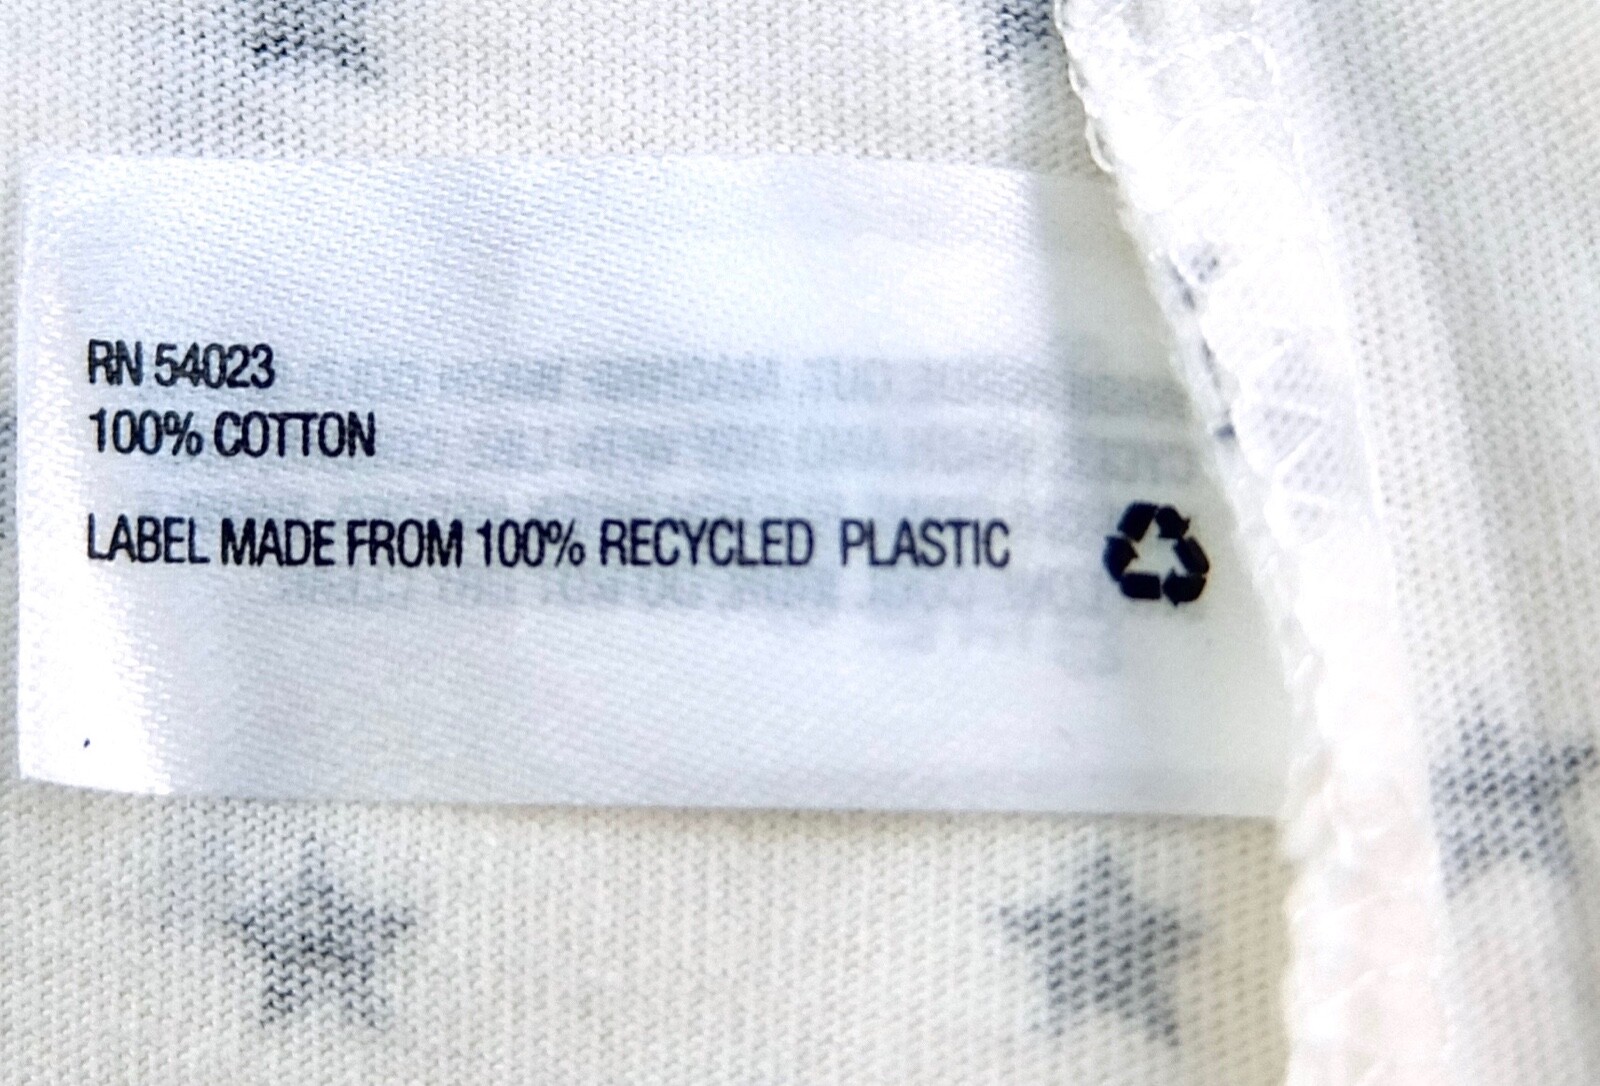 RN 54023
100% COTTON
LABEL MADE FROM 100% RECYCLED PLASTIC